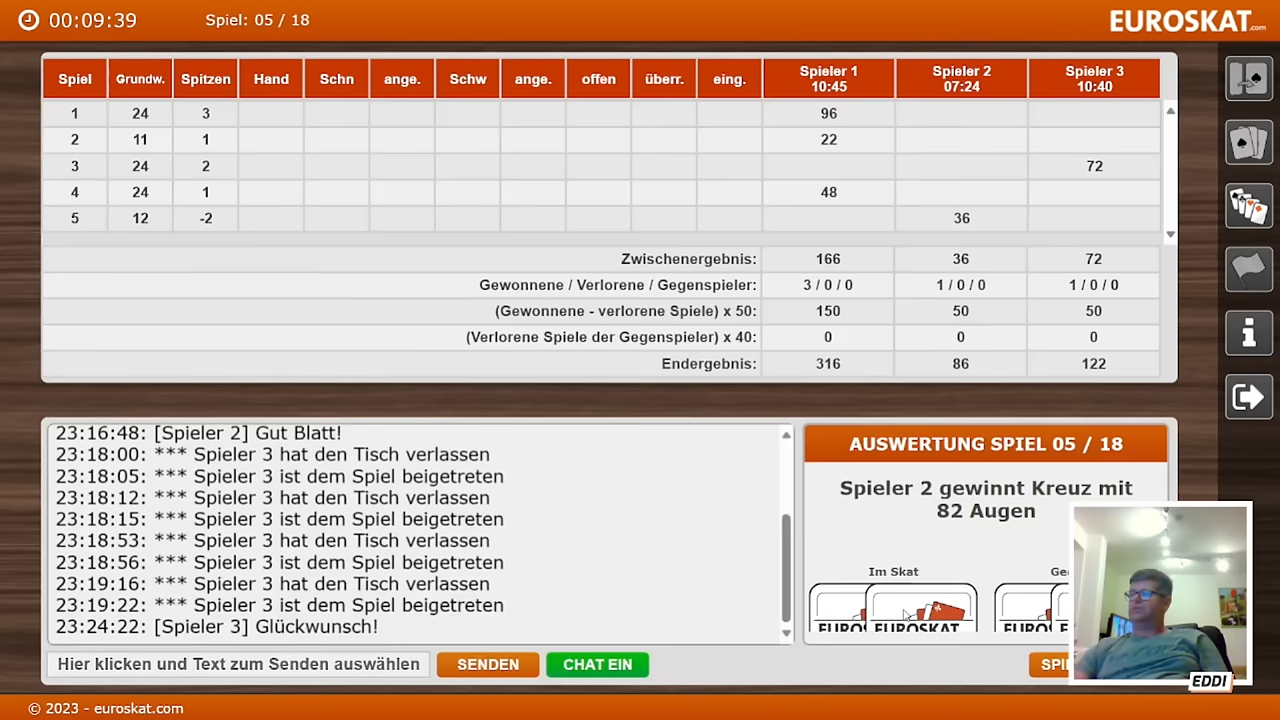 00:09:39 Spiel: 05 / 18 EUROSKAT.com
Spiel Grundw. Spitzen Hand Schn ange. Schw ange. offen überr. eing. Spieler 1 10:45 Spieler 2 07:24 Spieler 3 10:40
1 24 3 96
2 11 1 22
3 24 2 72
4 24 1 48
5 12 -2 36
Zwischenergebnis: 166 36 72
Gewonnene / Verlorene / Gegenspieler: 3 / 0 / 0 1 / 0 / 0 1 / 0 / 0
(Gewonnene - verlorene Spiele) x 50: 150 50 50
(Verlorene Spiele der Gegenspieler) x 40: 0 0 0
Endergebnis: 316 86 122
23:16:48: [Spieler 2] Gut Blatt!
23:18:00: *** Spieler 3 hat den Tisch verlassen
23:18:05: *** Spieler 3 ist dem Spiel beigetreten
23:18:12: *** Spieler 3 hat den Tisch verlassen
23:18:15: *** Spieler 3 ist dem Spiel beigetreten
23:18:53: *** Spieler 3 hat den Tisch verlassen
23:18:56: *** Spieler 3 ist dem Spiel beigetreten
23:19:16: *** Spieler 3 hat den Tisch verlassen
23:19:22: *** Spieler 3 ist dem Spiel beigetreten
23:24:22: [Spieler 3] Glückwunsch!
Hier klicken und Text zum Senden auswählen SENDEN CHAT EIN
AUSWERTUNG SPIEL 05 / 18
Spieler 2 gewinnt Kreuz mit
82 Augen
Im Skat
EUROSKAT
EDDI
© 2023 - euroskat.com